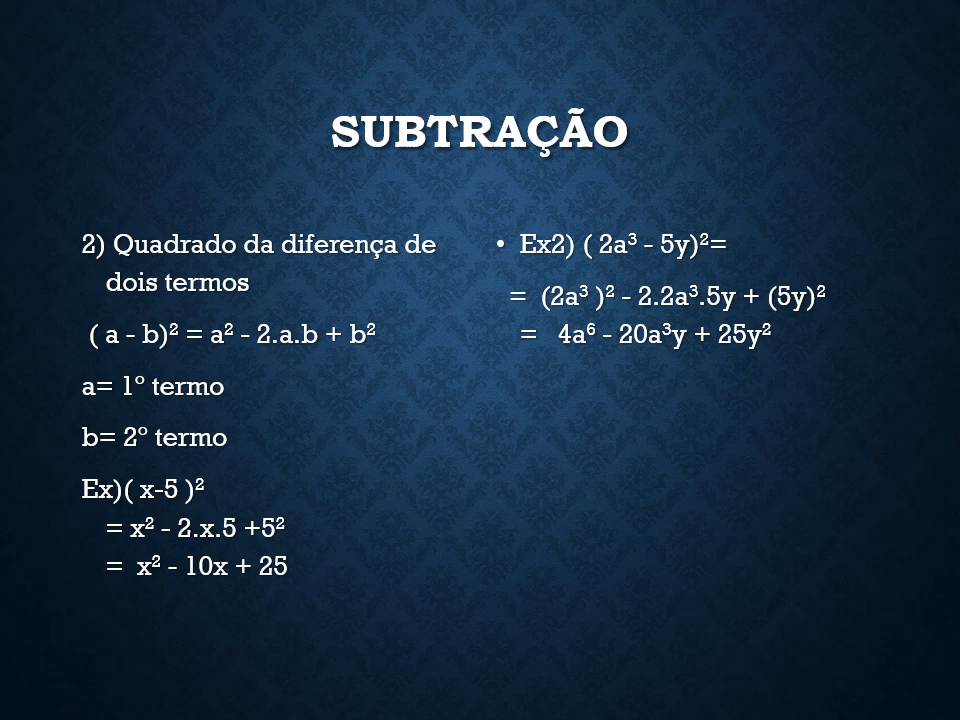 SUBTRAÇÃO
2) Quadrado da diferença de
dois termos
( a - b)² = a² - 2.a.b + b²
a= 1º termo
b= 2º termo
Ex)( x-5 )²
= x² - 2.x.5 +5²
= x² - 10x + 25
• Ex2) ( 2a³ - 5y)²=
= (2a³ )² - 2.2a³.5y + (5y)²
= 4a⁶ - 20a³y + 25y²